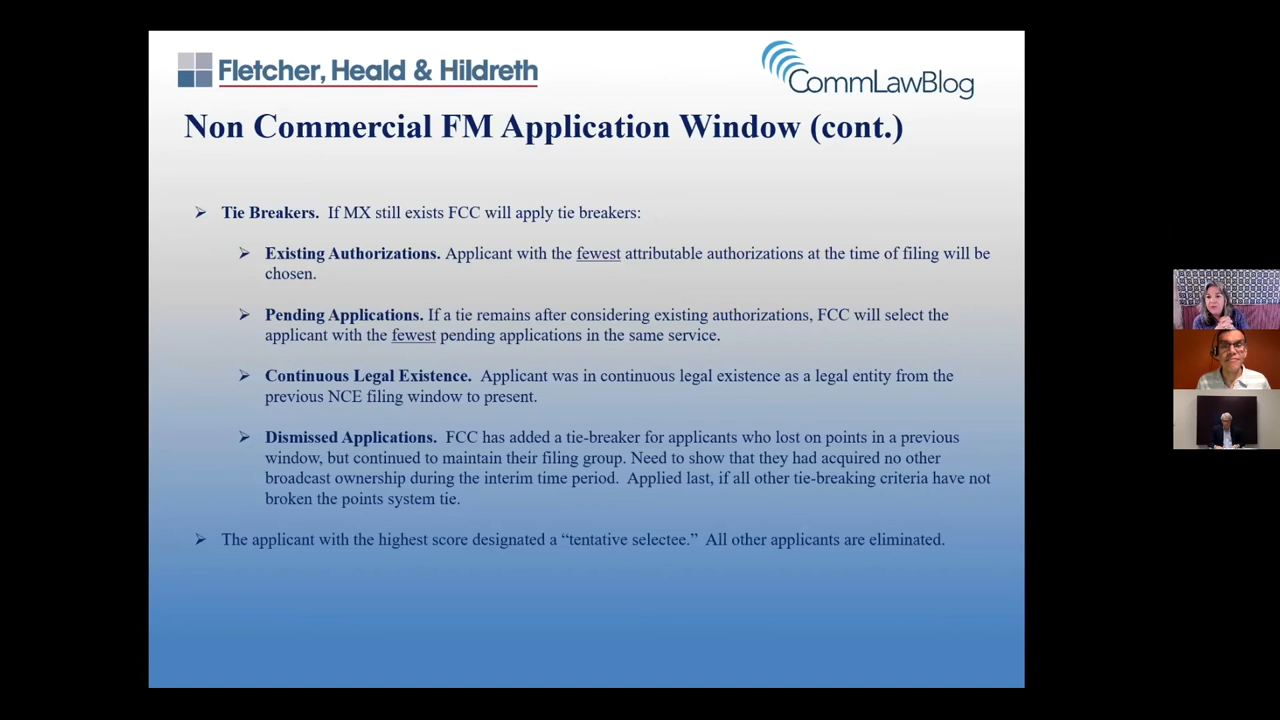 Fletcher, Heald & Hildreth
CommLawBlog
Non Commercial FM Application Window (cont.)
➢ Tie Breakers. If MX still exists FCC will apply tie breakers:
➢ Existing Authorizations. Applicant with the fewest attributable authorizations at the time of filing will be
chosen.
➢ Pending Applications. If a tie remains after considering existing authorizations, FCC will select the
applicant with the fewest pending applications in the same service.
➢ Continuous Legal Existence. Applicant was in continuous legal existence as a legal entity from the
previous NCE filing window to present.
➢ Dismissed Applications. FCC has added a tie-breaker for applicants who lost on points in a previous
window, but continued to maintain their filing group. Need to show that they had acquired no other
broadcast ownership during the interim time period. Applied last, if all other tie-breaking criteria have not
broken the points system tie.
➢ The applicant with the highest score designated a “tentative selectee.” All other applicants are eliminated.